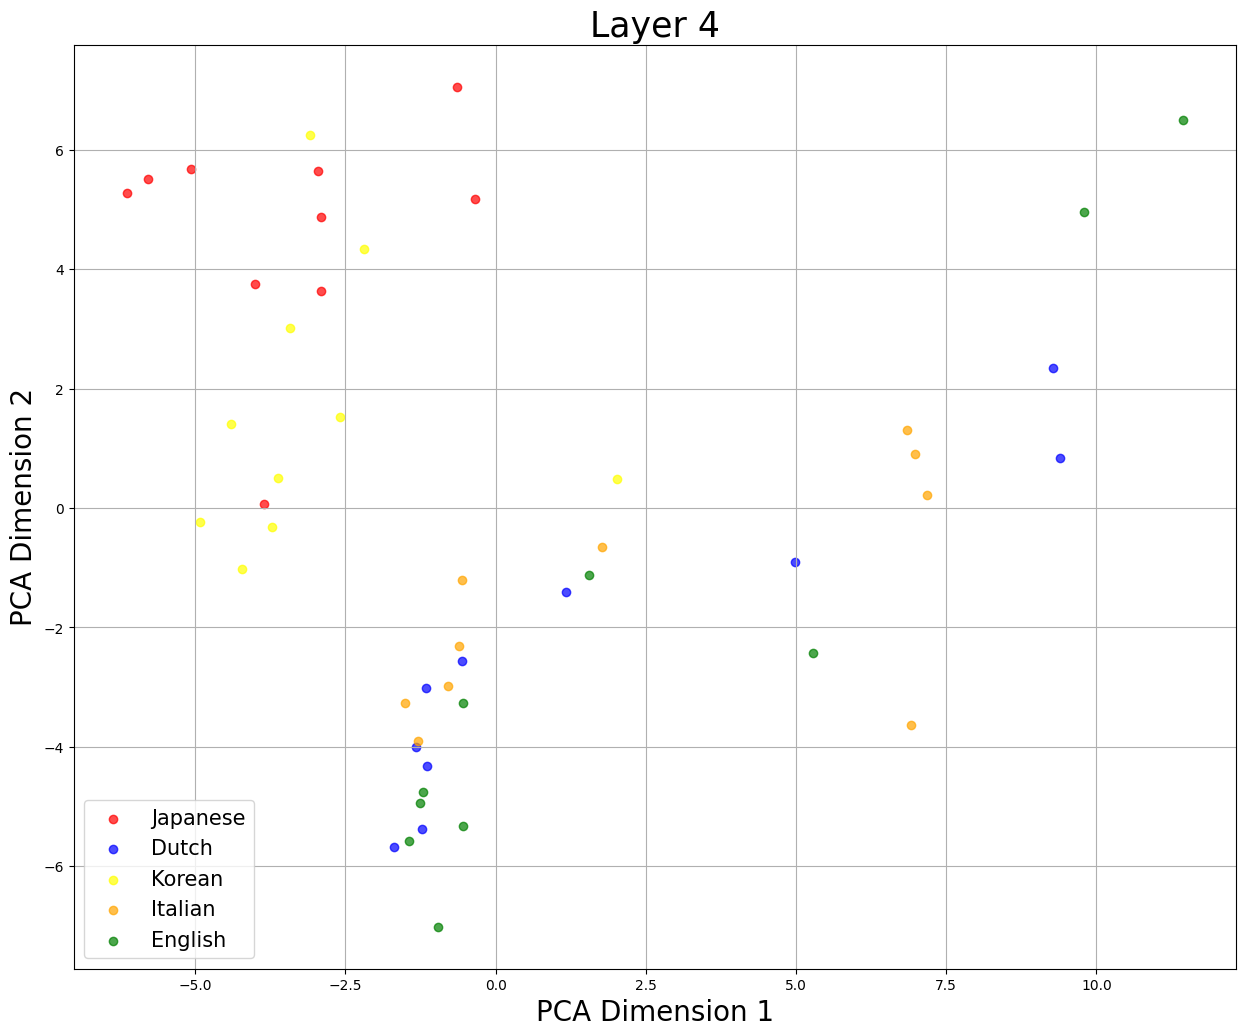 Layer 4
PCA Dimension 2
6
4
2
0
−2
−4
−6
Japanese
Dutch
Korean
Italian
English
−5.0 −2.5 0.0 2.5 5.0 7.5 10.0
PCA Dimension 1